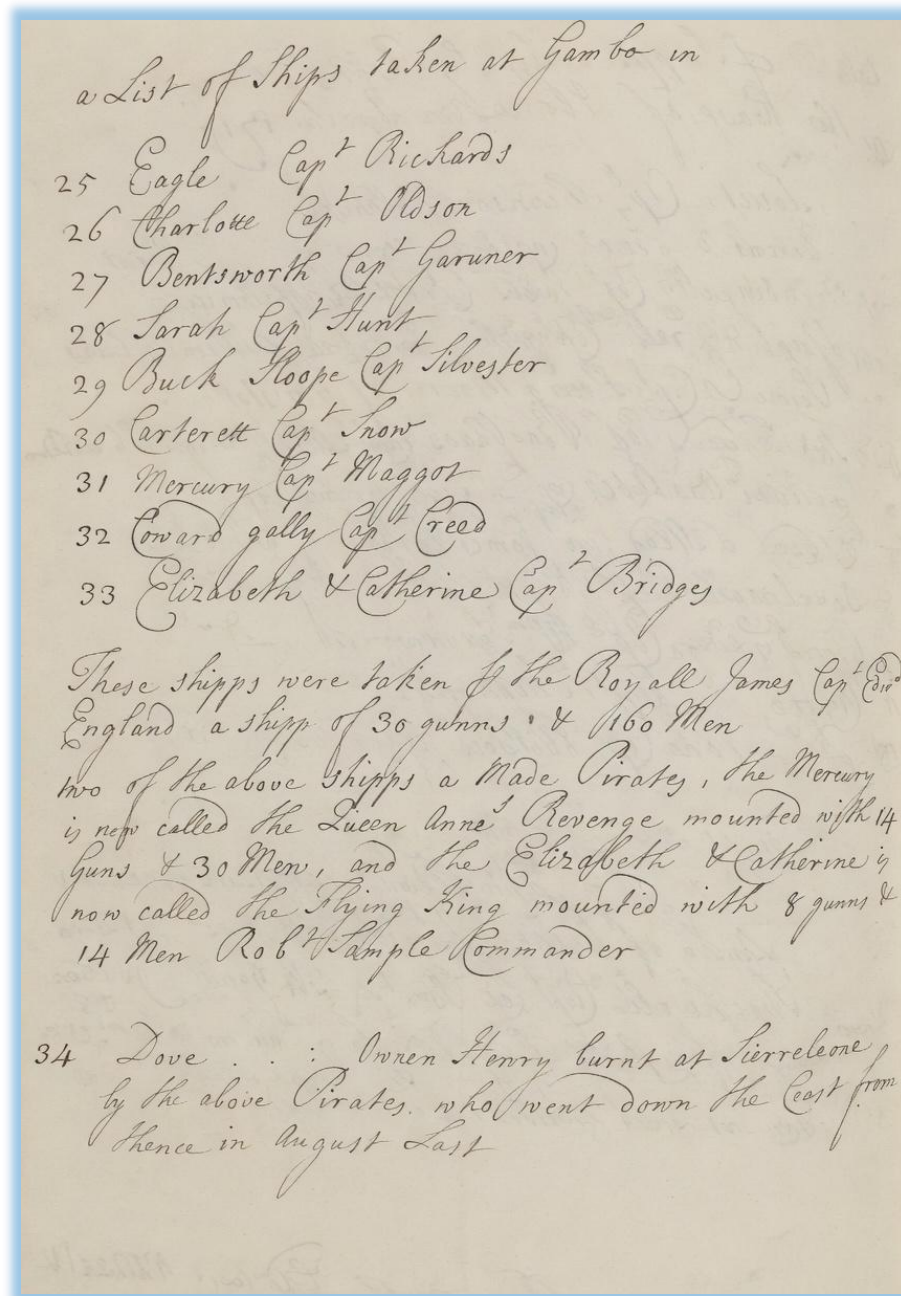 a List of Ships taken at Gambo in
25 Eagle Capt Richards
26 Charlotte Capt Oldson
27 Bentsworth Capt Garuner
28 Sarah Capt Hunt
29 Buck Sloope Capt Silvester
30 Carterett Capt Snow
31 Mercury Capt Maggot
32 Coward gally Capt Creed
33 Elizabeth & Catherine Capt Bridges
These shipps were taken ⅌ the Royall James Capt Edwd
England a shipp of 30 gunns & 160 Men
two of the above shipps a Made Pirates, the Mercury
is now called the Queen Annes Revenge mounted with 14
Guns & 30 Men, and the Elizabeth & Catherine is
now called the Flying King mounted with 8 gunns &
14 Men Robt Sample Commander
34 Dove . . : Ownen Henry burnt at Sierreleone
by the above Pirates. who went down the Coast from
thence in August Last